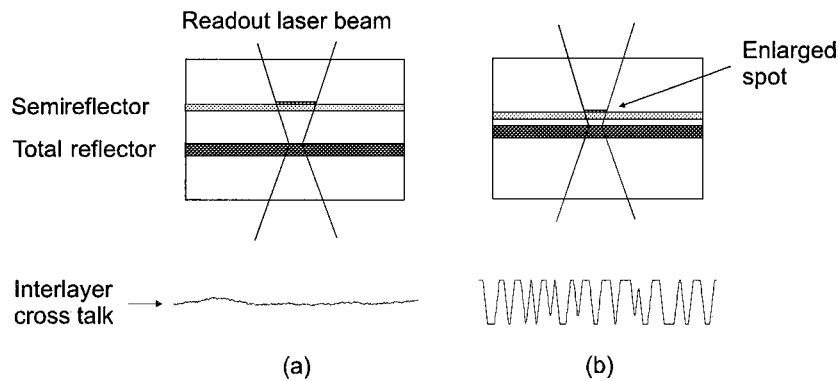 Readout laser beam
Enlarged
spot
Semireflector
Total reflector
Interlayer
cross talk
(a)
(b)